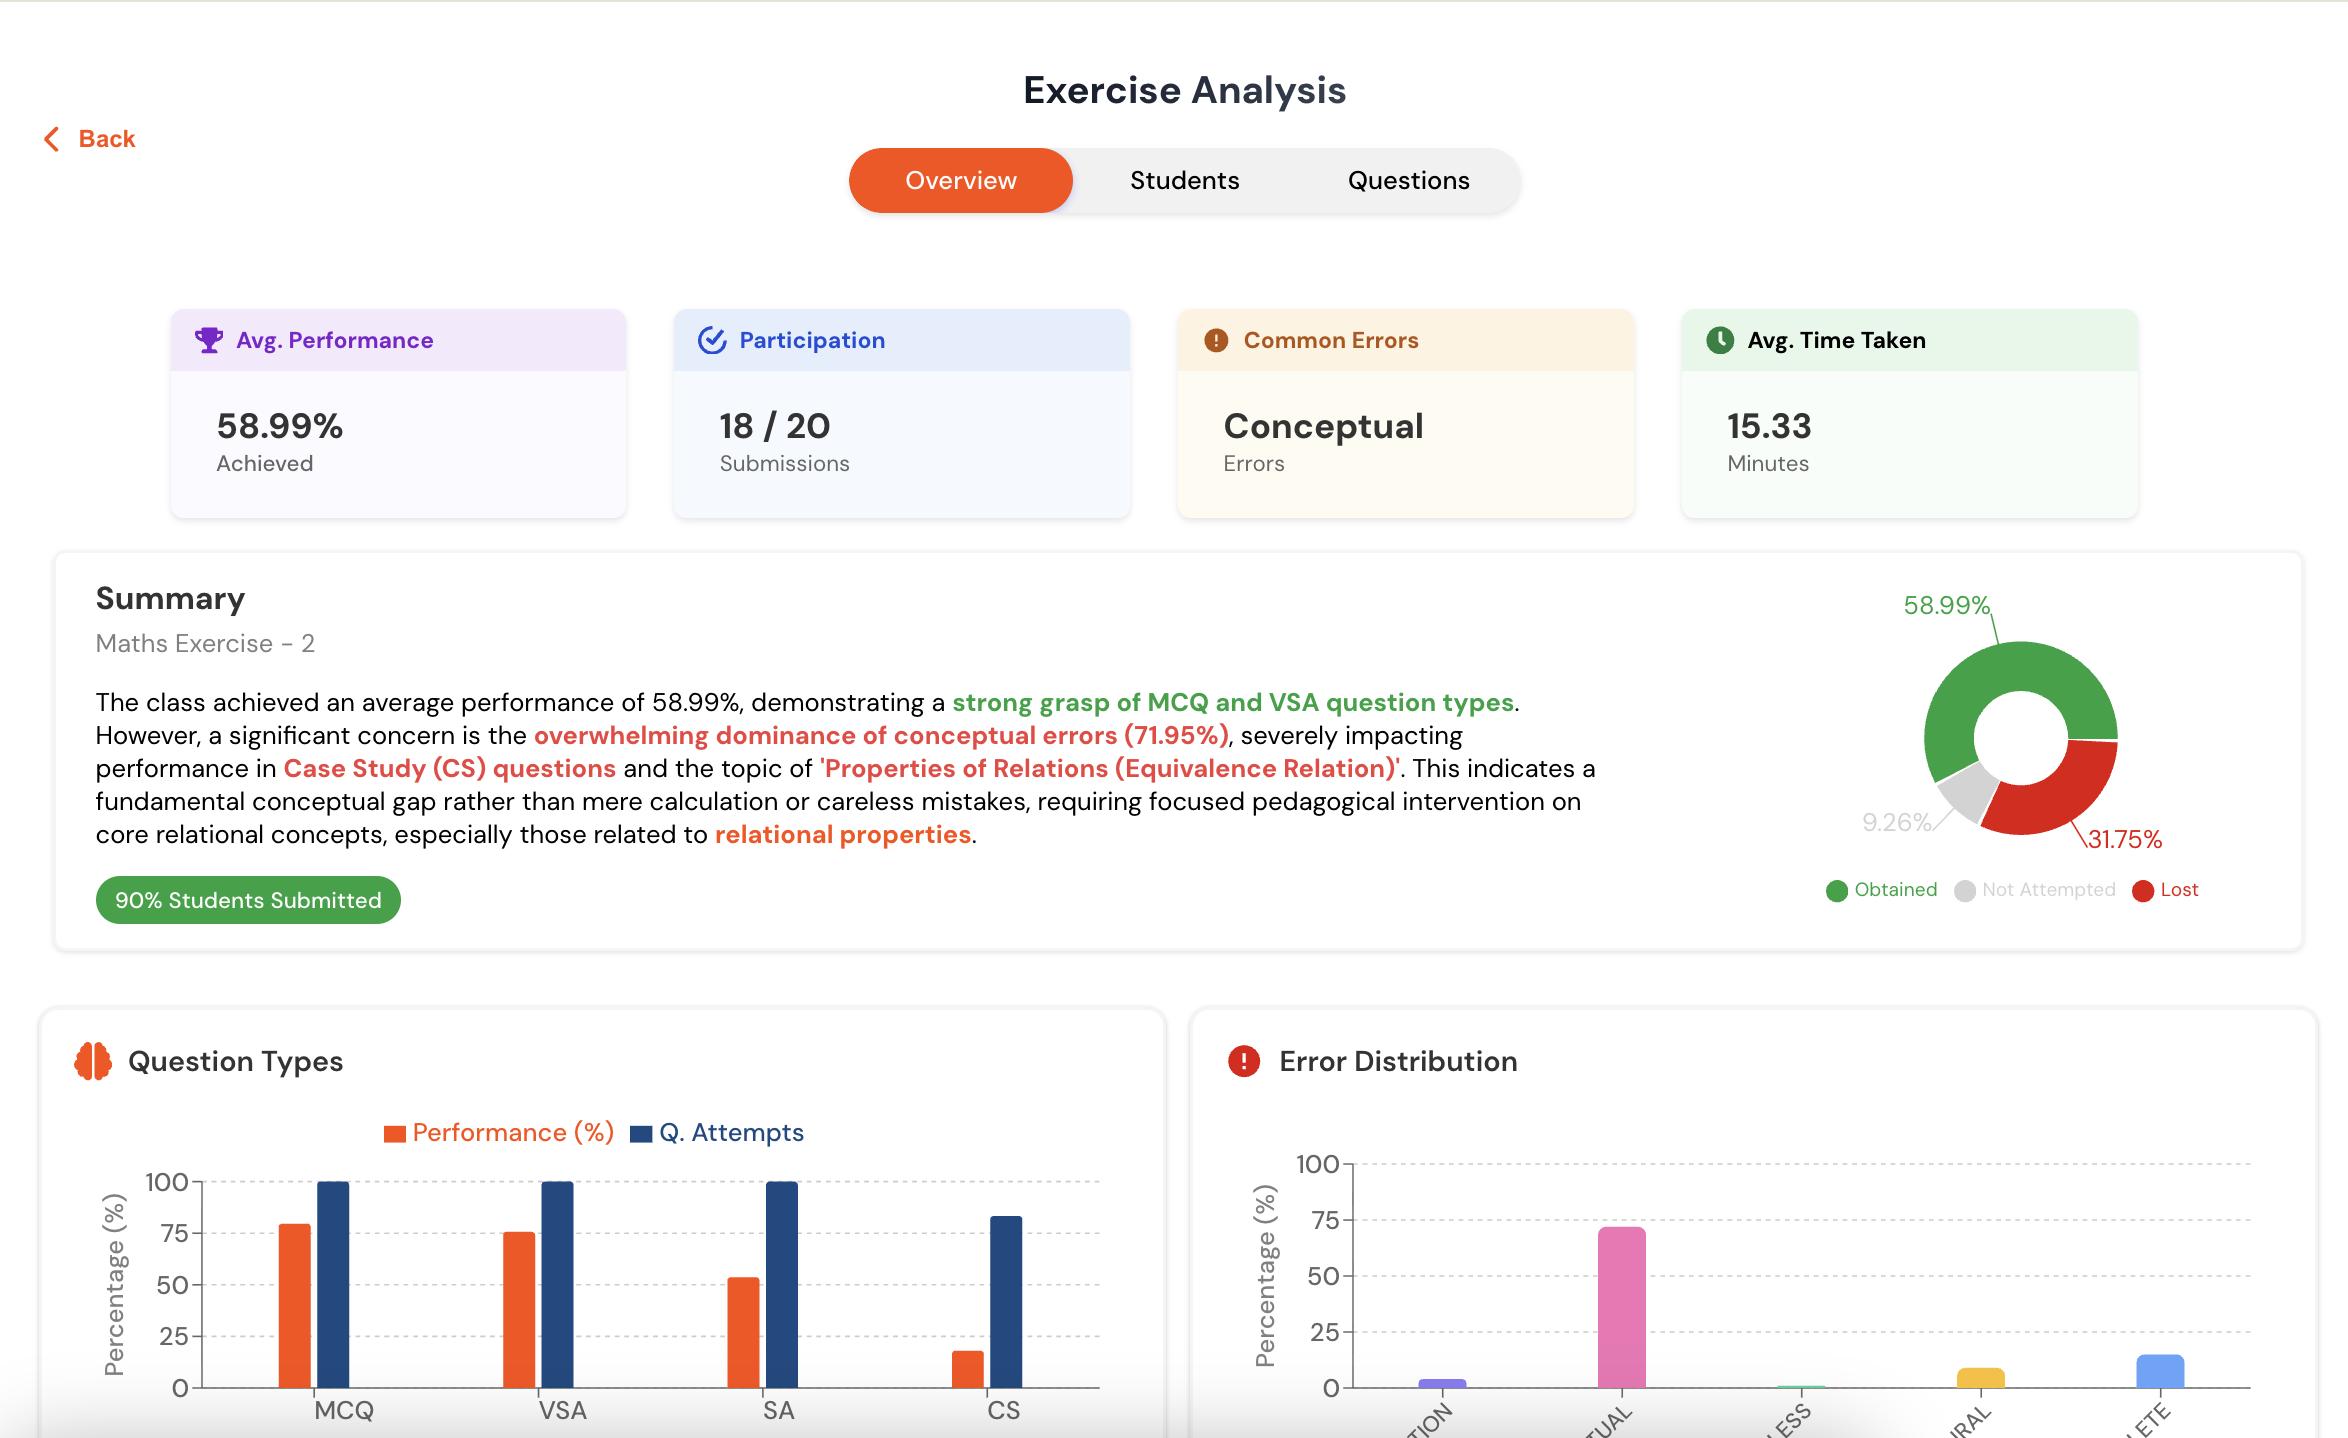 Exercise Analysis
Back
Overview
Students
Questions
Avg. Performance
58.99%
Achieved
Participation
18 / 20
Submissions
Common Errors
Conceptual
Errors
Avg. Time Taken
15.33
Minutes
Summary
Maths Exercise - 2
The class achieved an average performance of 58.99%, demonstrating a strong grasp of MCQ and VSA question types.
However, a significant concern is the overwhelming dominance of conceptual errors (71.95%), severely impacting
performance in Case Study (CS) questions and the topic of 'Properties of Relations (Equivalence Relation)'. This indicates a
fundamental conceptual gap rather than mere calculation or careless mistakes, requiring focused pedagogical intervention on
core relational concepts, especially those related to relational properties.
90% Students Submitted
58.99%
9.26%
31.75%
Obtained
Not Attempted
Lost
Question Types
Performance (%)
Q. Attempts
Percentage (%)
100
75
50
25
0
MCQ
VSA
SA
CS
Error Distribution
Percentage (%)
100
75
50
25
0
TION
TUAL
LESS
URAL
LETE